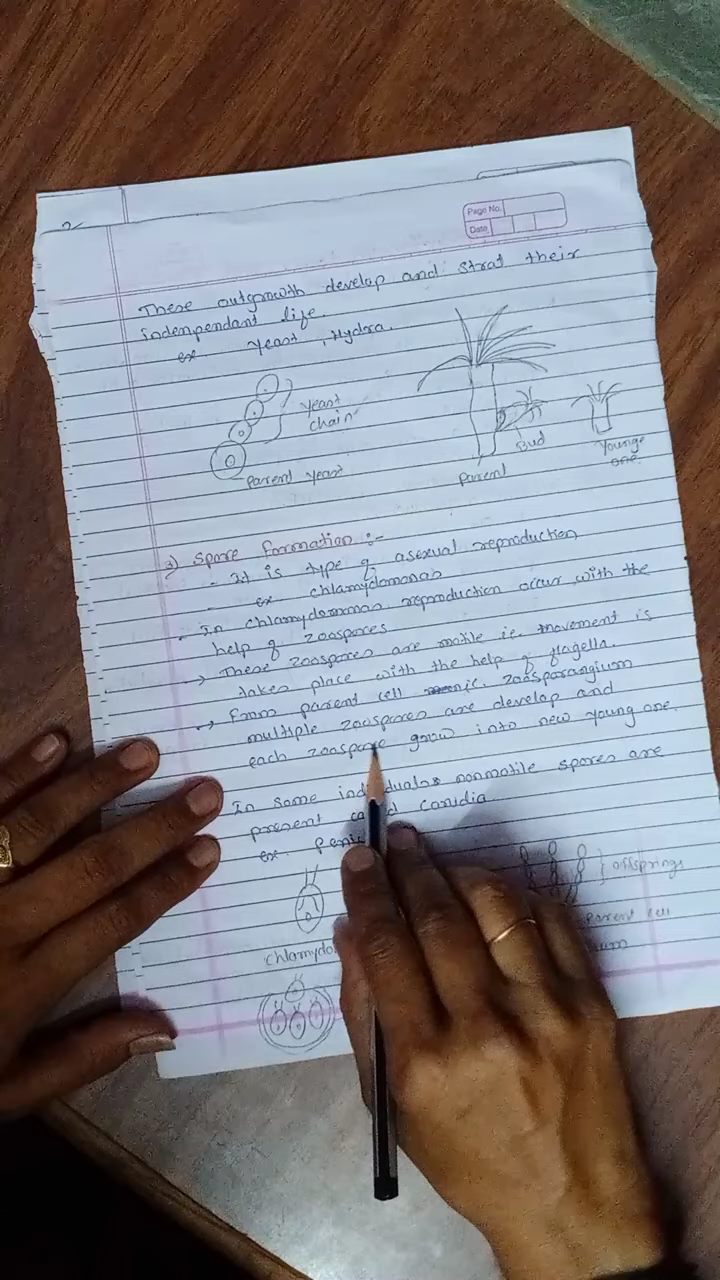 Page No.
Date
These outgrowth develop and strat their
indenpendant life.
ex yeast, Hydra.
Yeast
chain
Parent yeast
Parent
Bud
Younge
one
Spore formation :-
- It is type of asexual reproduction
ex chlamydomonas
- In chlamydomonas reproduction occur with the
help of zoospores
→ These zoospores are motile i.e. movement is
takes place with the help of flagella.
→ From parent cell i.e. zoosporangium
multiple zoospores are develop and
each zoospore grow into new young one.
In some individuals nonmotile spores are
present conidia
ex.
offsprings
Parent cell